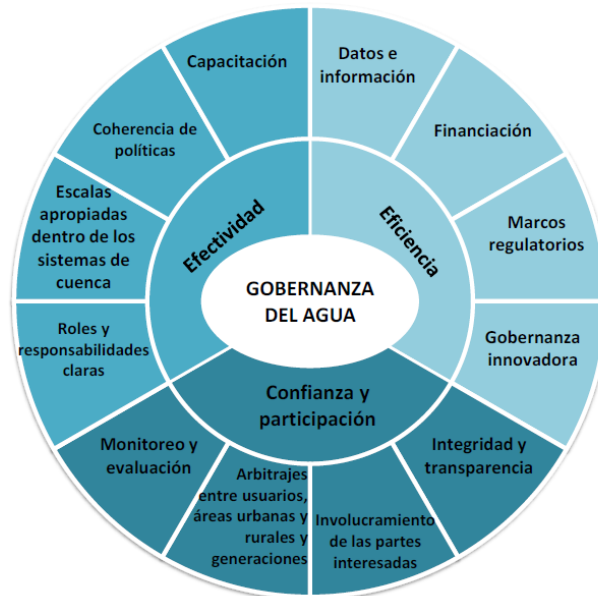 GOBERNANZA
DEL AGUA
Efectividad
Capacitación
Coherencia de
políticas
Escalas
apropiadas
dentro de los
sistemas de
cuenca
Roles y
responsabilidades
claras
Eficiencia
Datos e
información
Financiación
Marcos
regulatorios
Gobernanza
innovadora
Confianza y
participación
Monitoreo y
evaluación
Arbitrajes
entre usuarios,
áreas urbanas y
rurales y
generaciones
Involucramiento
de las partes
interesadas
Integridad y
transparencia